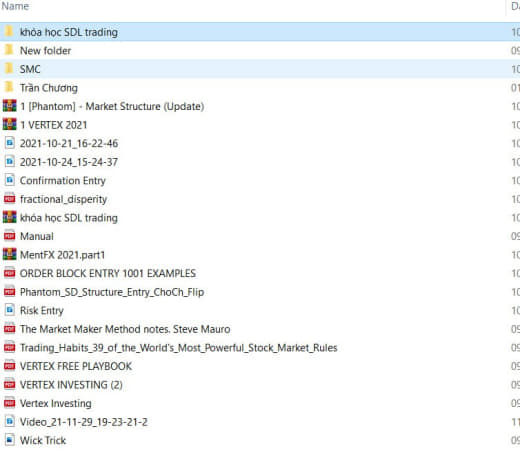 Name
khóa học SDL trading
10
New folder
09
SMC
10
Trần Chương
01
1 [Phantom] - Market Structure (Update)
10
1 VERTEX 2021
10
2021-10-21_16-22-46
10
2021-10-24_15-24-37
10
Confirmation Entry
10
fractional_disperity
10
khóa học SDL trading
10
Manual
09
MentFX 2021.part1
10
ORDER BLOCK ENTRY 1001 EXAMPLES
10
Phantom_SD_Structure_Entry_ChoCh_Flip
10
Risk Entry
10
The Market Maker Method notes. Steve Mauro
09
Trading_Habits_39_of_the_World's_Most_Powerful_Stock_Market_Rules
09
VERTEX FREE PLAYBOOK
09
VERTEX INVESTING (2)
09
Vertex Investing
09
Video_21-11-29_19-23-21-2
11
Wick Trick
09